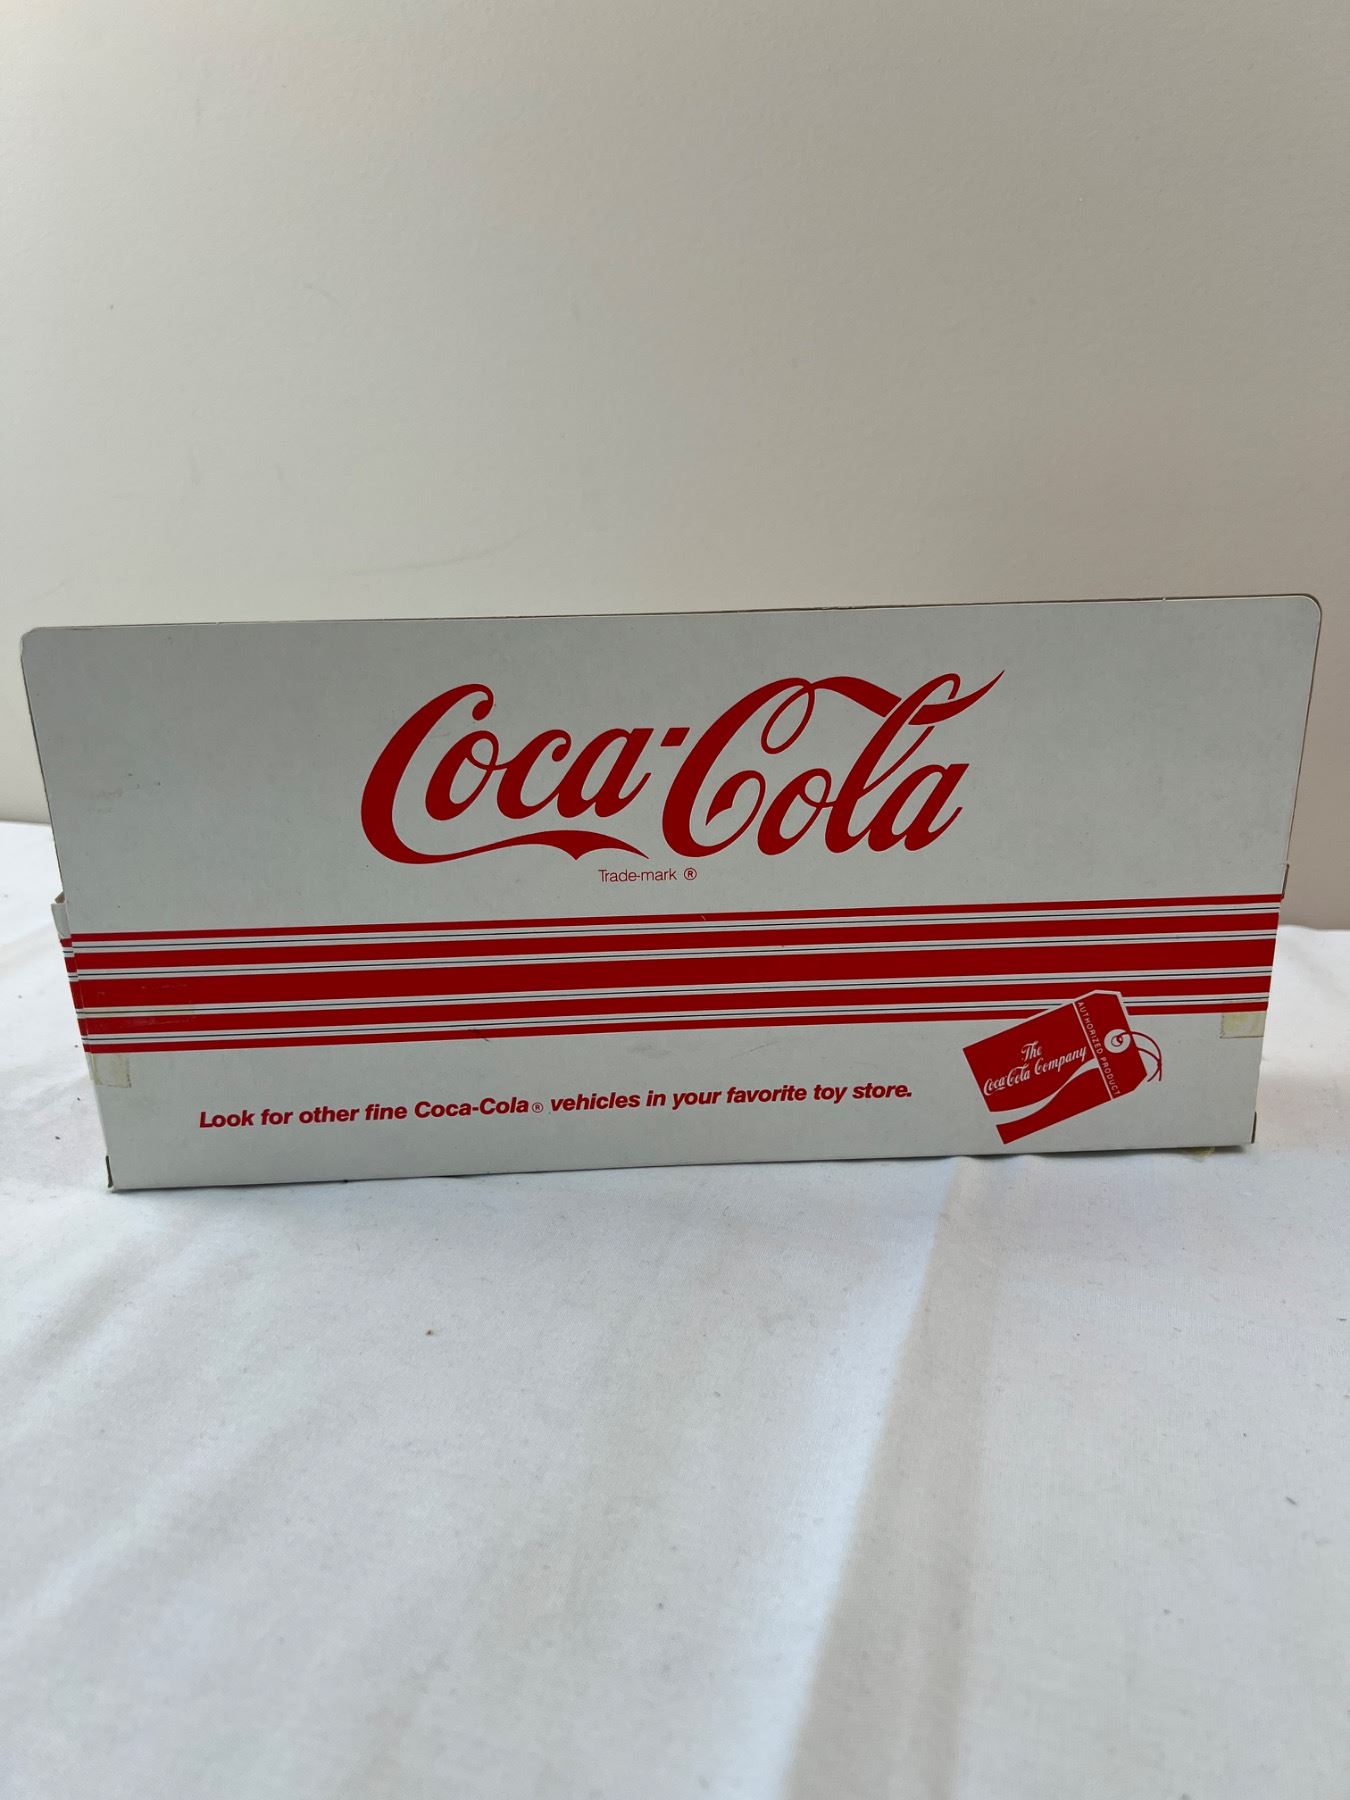 Coca-Cola
Trade-mark ®
Look for other fine Coca-Cola® vehicles in your favorite toy store.
The
Coca-Cola Company
AUTHORIZED PRODUCT